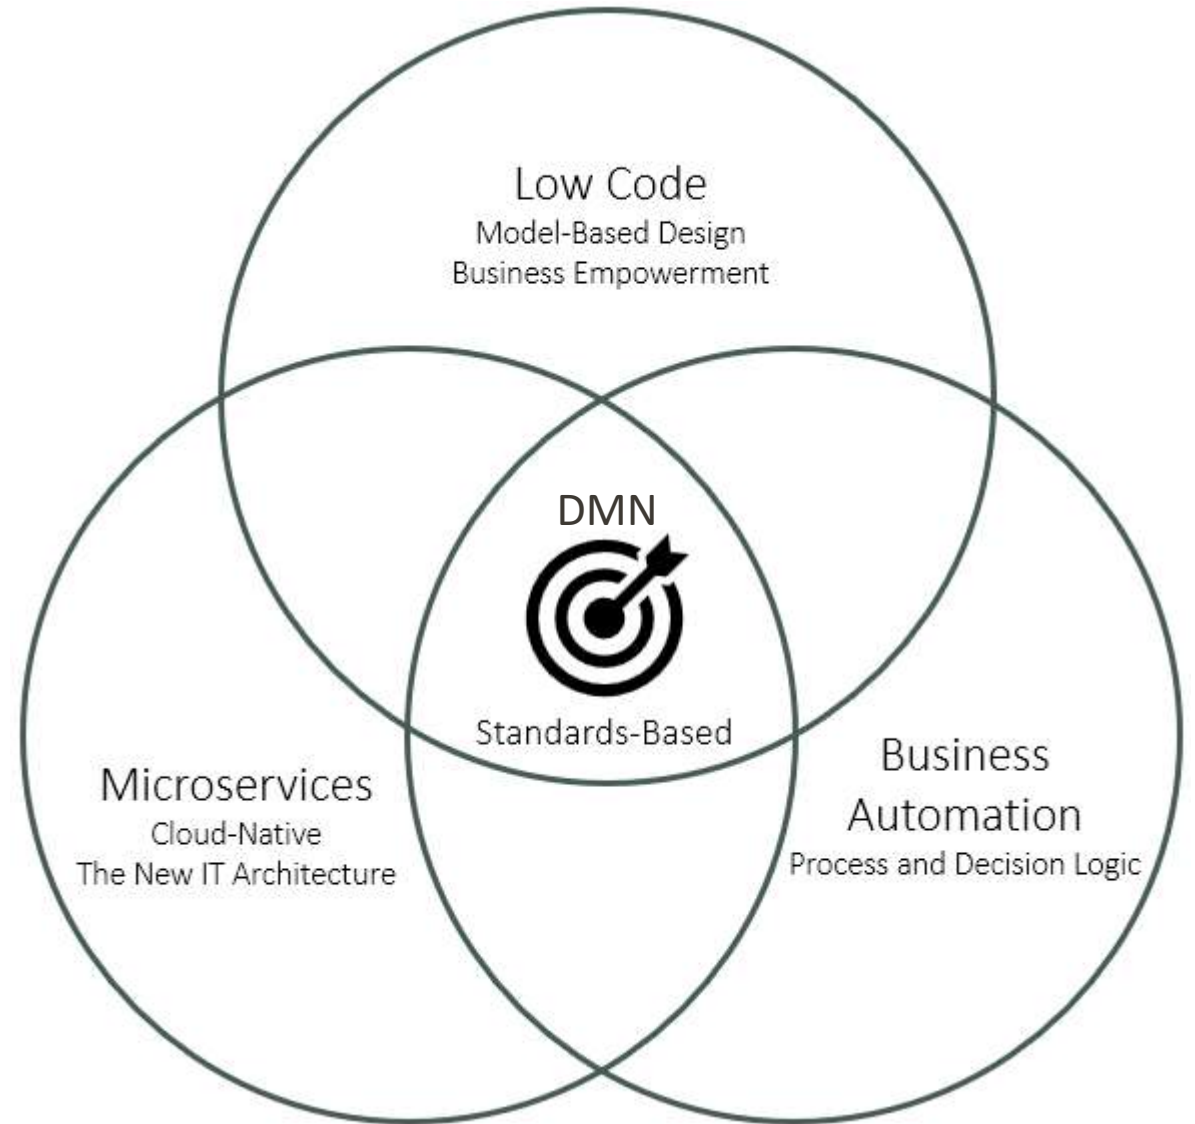 Low Code
Model-Based Design
Business Empowerment
DMN
Standards-Based
Microservices
Cloud-Native
The New IT Architecture
Business
Automation
Process and Decision Logic